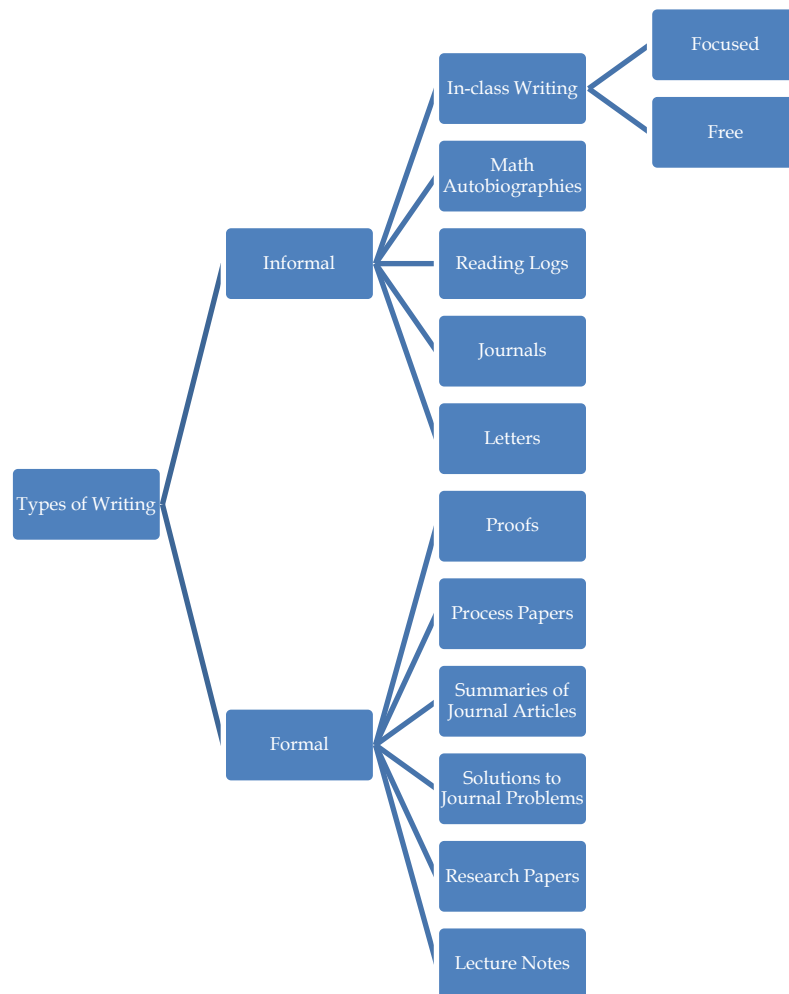 Focused
In-class Writing
Free
Math
Autobiographies
Informal
Reading Logs
Journals
Letters
Types of Writing
Proofs
Process Papers
Summaries of
Journal Articles
Formal
Solutions to
Journal Problems
Research Papers
Lecture Notes